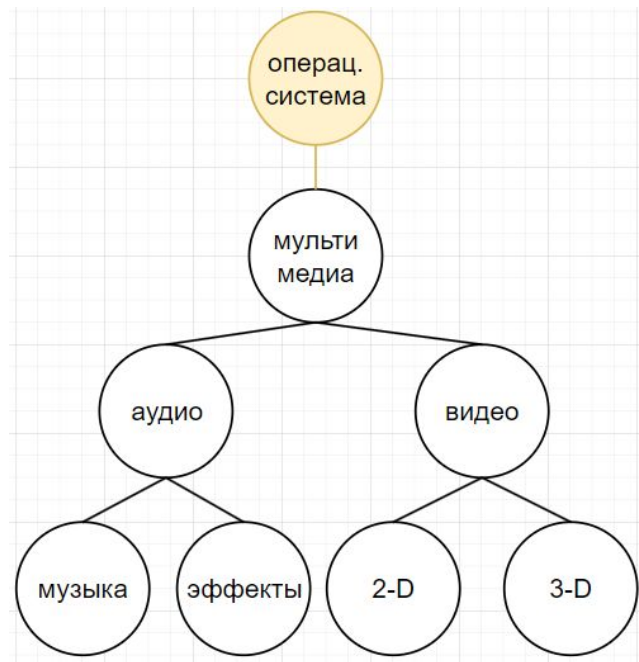 операц.
система
мульти
медиа
аудио
видео
музыка
эффекты
2-D
3-D